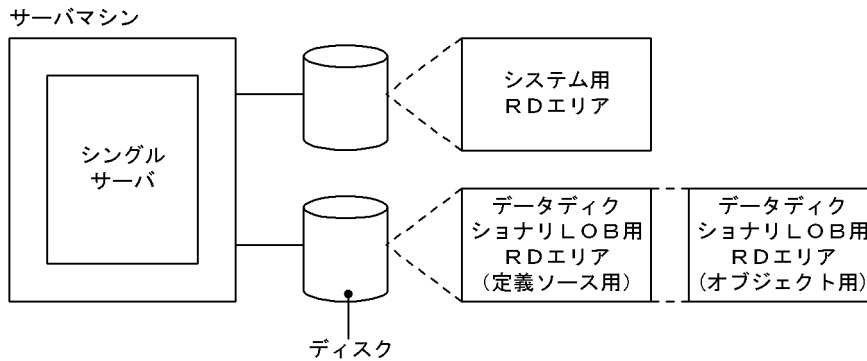 サーバマシン
シングル
サーバ
システム用
RDエリア
データディク
ショナリLOB用
RDエリア
(定義ソース用)
データディク
ショナリLOB用
RDエリア
(オブジェクト用)
ディスク